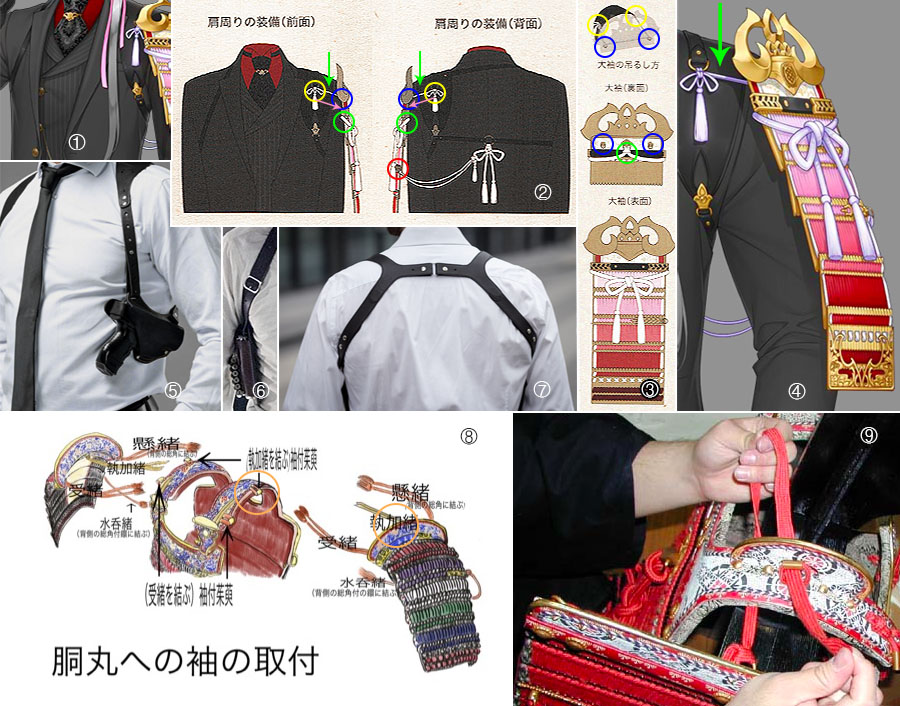 ①
肩周りの装備(前面)
肩周りの装備(背面)
②
大袖の吊るし方
大袖(裏面)
大袖(表面)
③
④
⑤
⑥
⑦
⑧
懸緒
(背側の総角に結ぶ)
執加緒
受緒
水呑緒
(背側の総角付鐶に結ぶ)
執加緒を結ぶ袖付茱萸
(受緒を結ぶ)袖付茱萸
懸緒
(背側の総角に結ぶ)
執加緒
受緒
水呑緒
(背側の総角付の鐶に結ぶ)
胴丸への袖の取付
⑨